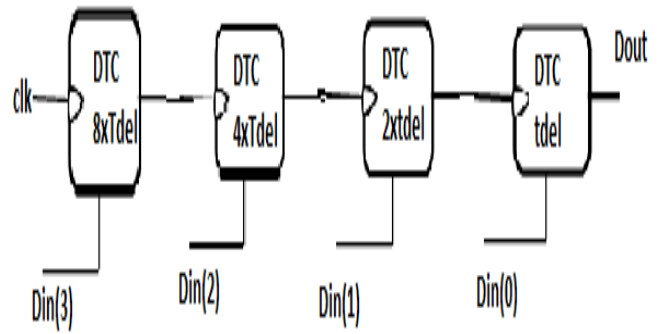 clk
DTC
8xTdel
DTC
4xTdel
DTC
2xtdel
DTC
tdel
Dout
Din(3)
Din(2)
Din(1)
Din(0)